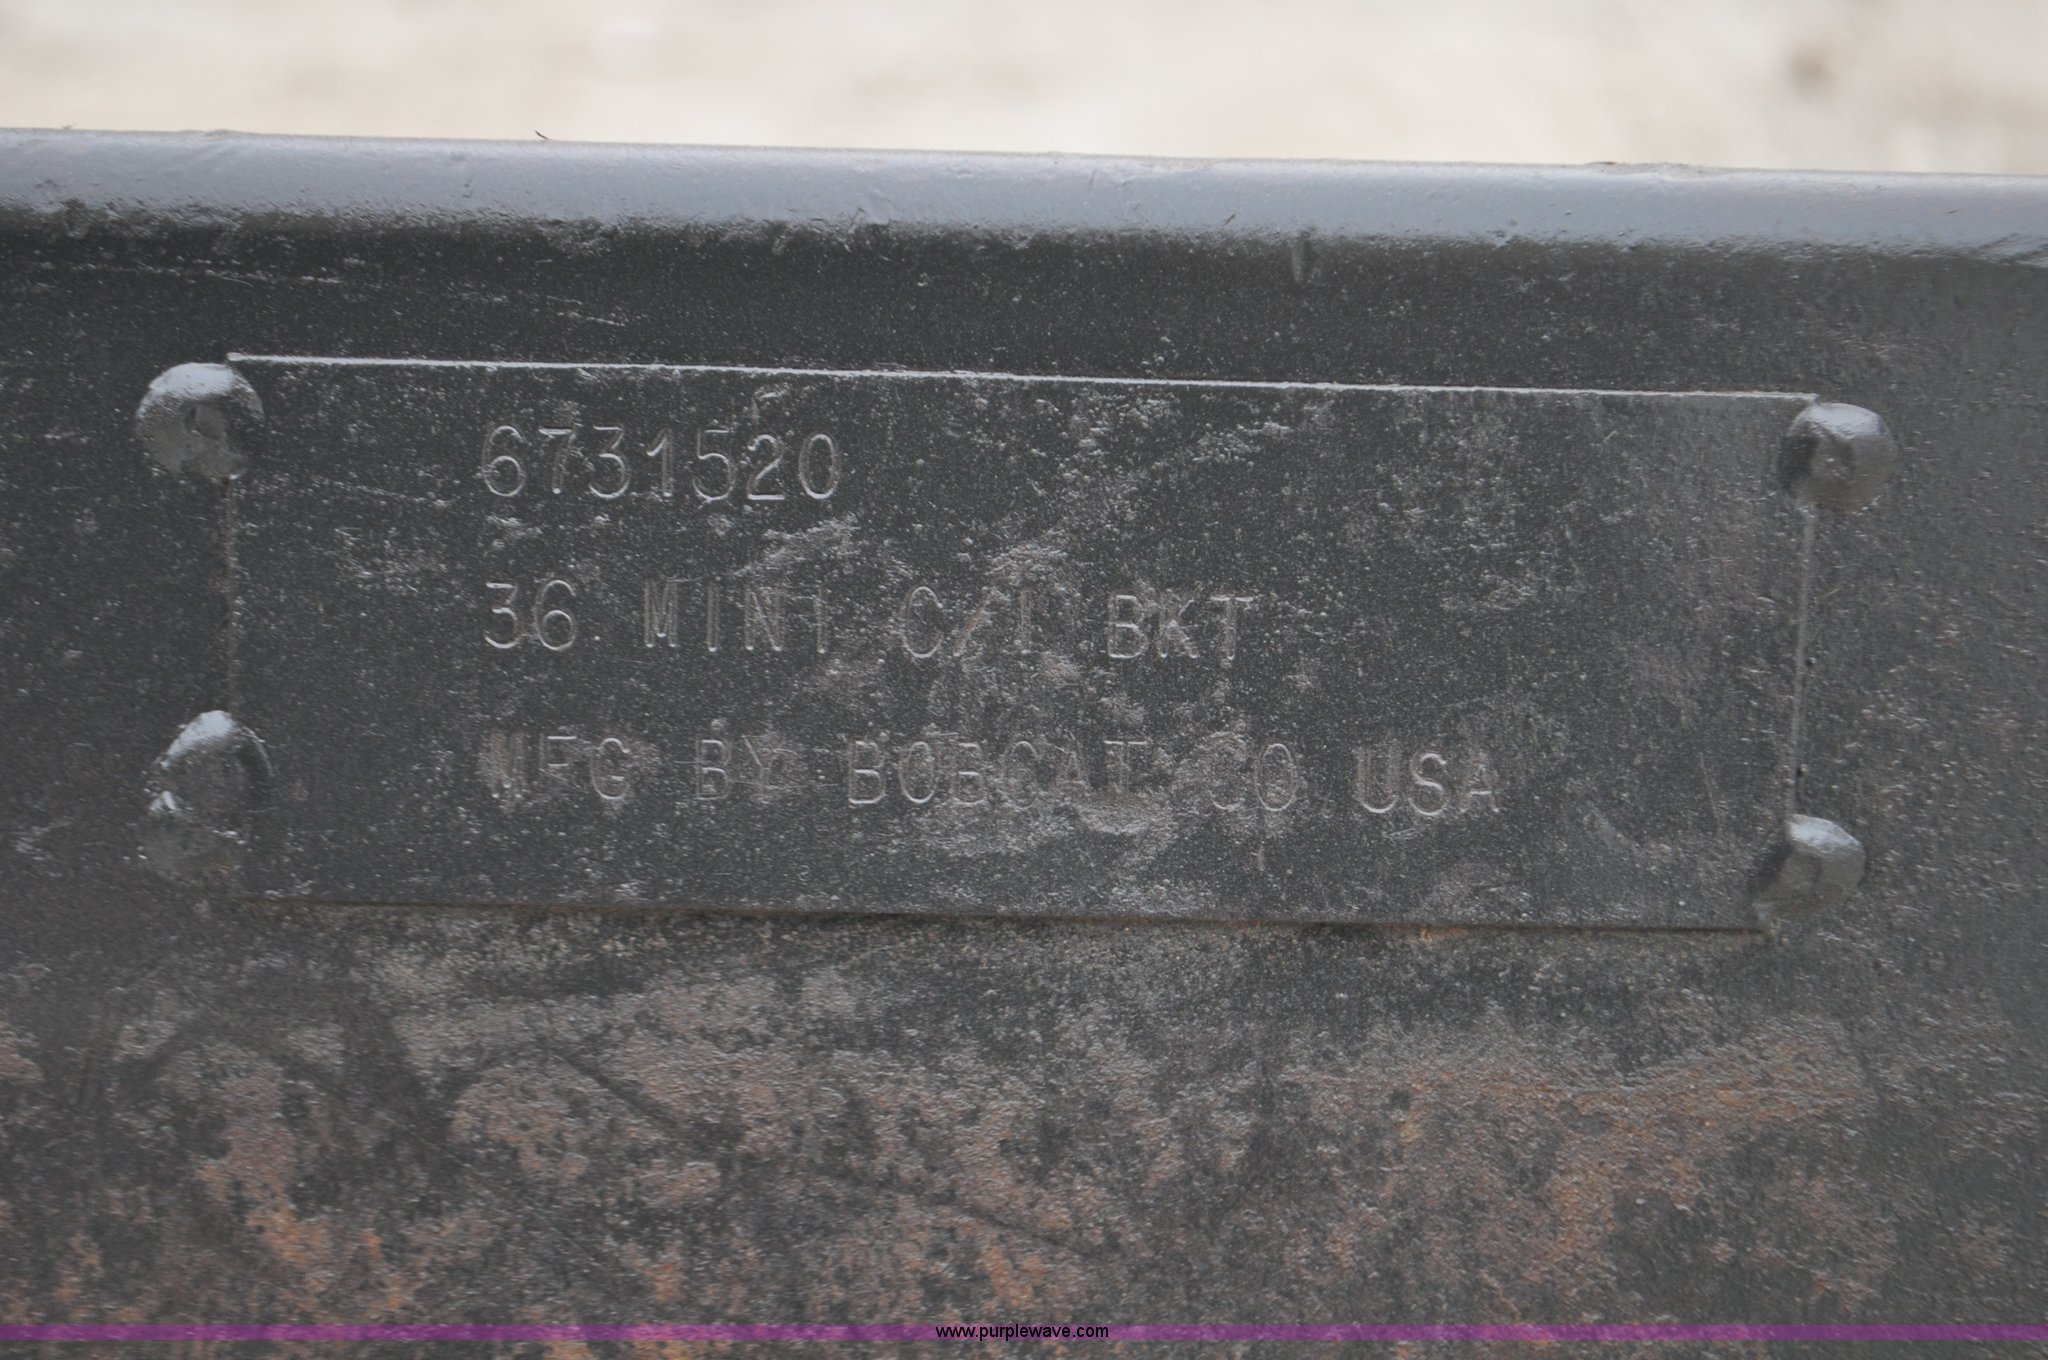 6731520
36 MINI C/I BKT
MFG BY BOBCAT CO USA
www.purplewave.com